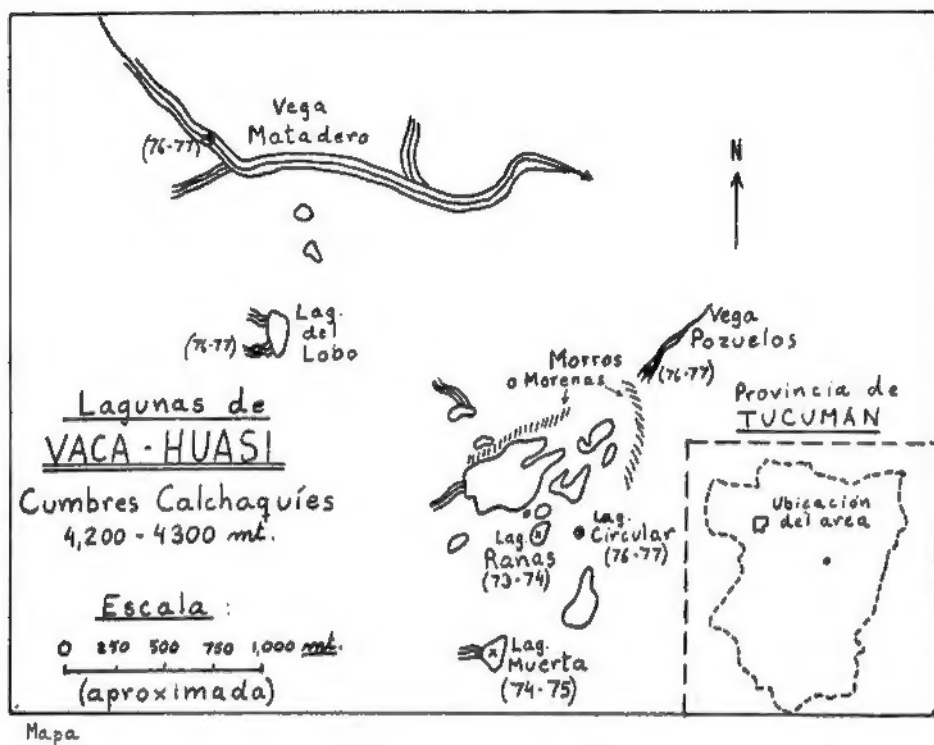 Vega
Matadero
(76-77)
N
Lag.
del
Lobo
(76-77)
Vega
Pozuelos
(76-77)
Morros
o Morenas
Lagunas de
VACA-HUASI
Cumbres Calchaquíes
4,200-4300 mt.
Provincia de
TUCUMÁN
Ubicación
del area
Lag.
Ranas
(73-74)
Lag.
Circular
(76-77)
Lag.
Muerta
(74-75)
Escala :
0 250 500 750 1,000 mt.
(aproximada)
Mapa